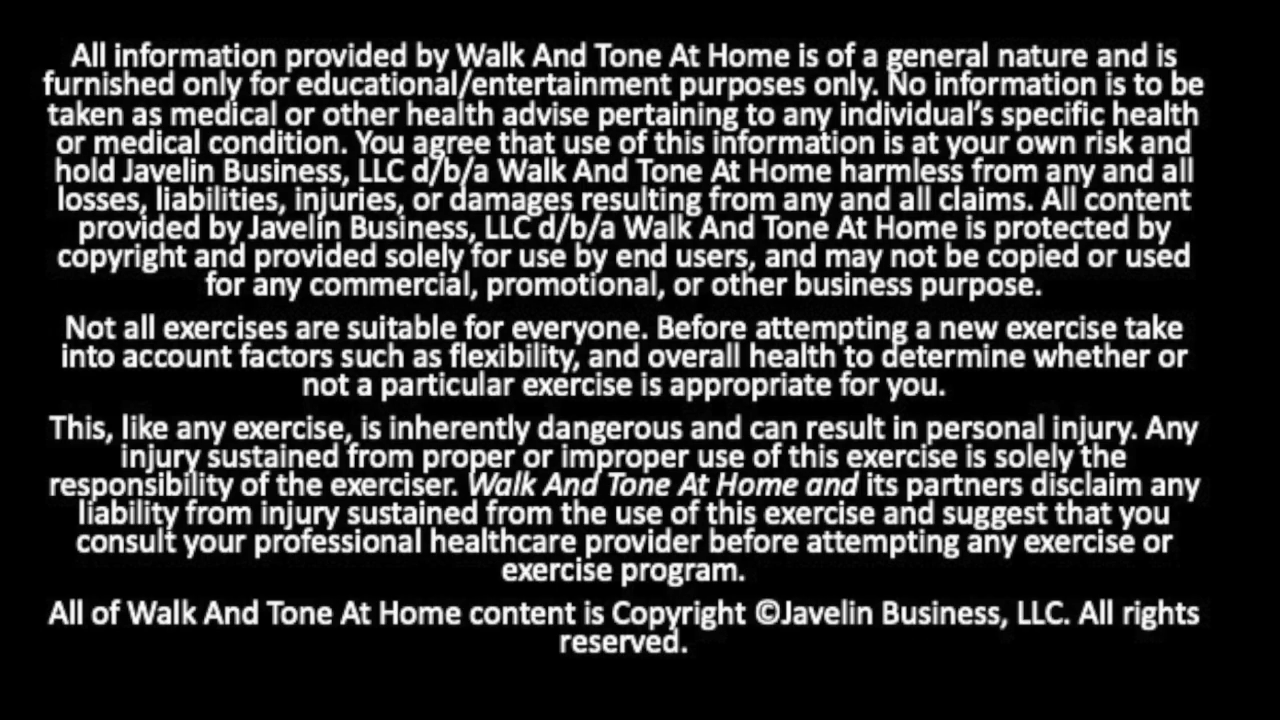 All information provided by Walk And Tone At Home is of a general nature and is
furnished only for educational/entertainment purposes only. No information is to be
taken as medical or other health advise pertaining to any individual's specific health
or medical condition. You agree that use of this information is at your own risk and
hold Javelin Business, LLC d/b/a Walk And Tone At Home harmless from any and all
losses, liabilities, injuries, or damages resulting from any and all claims. All content
provided by Javelin Business, LLC d/b/a Walk And Tone At Home is protected by
copyright and provided solely for use by end users, and may not be copied or used
for any commercial, promotional, or other business purpose.
Not all exercises are suitable for everyone. Before attempting a new exercise take
into account factors such as flexibility, and overall health to determine whether or
not a particular exercise is appropriate for you.
This, like any exercise, is inherently dangerous and can result in personal injury. Any
injury sustained from proper or improper use of this exercise is solely the
responsibility of the exerciser. Walk And Tone At Home and its partners disclaim any
liability from injury sustained from the use of this exercise and suggest that you
consult your professional healthcare provider before attempting any exercise or
exercise program.
All of Walk And Tone At Home content is Copyright ©Javelin Business, LLC. All rights
reserved.